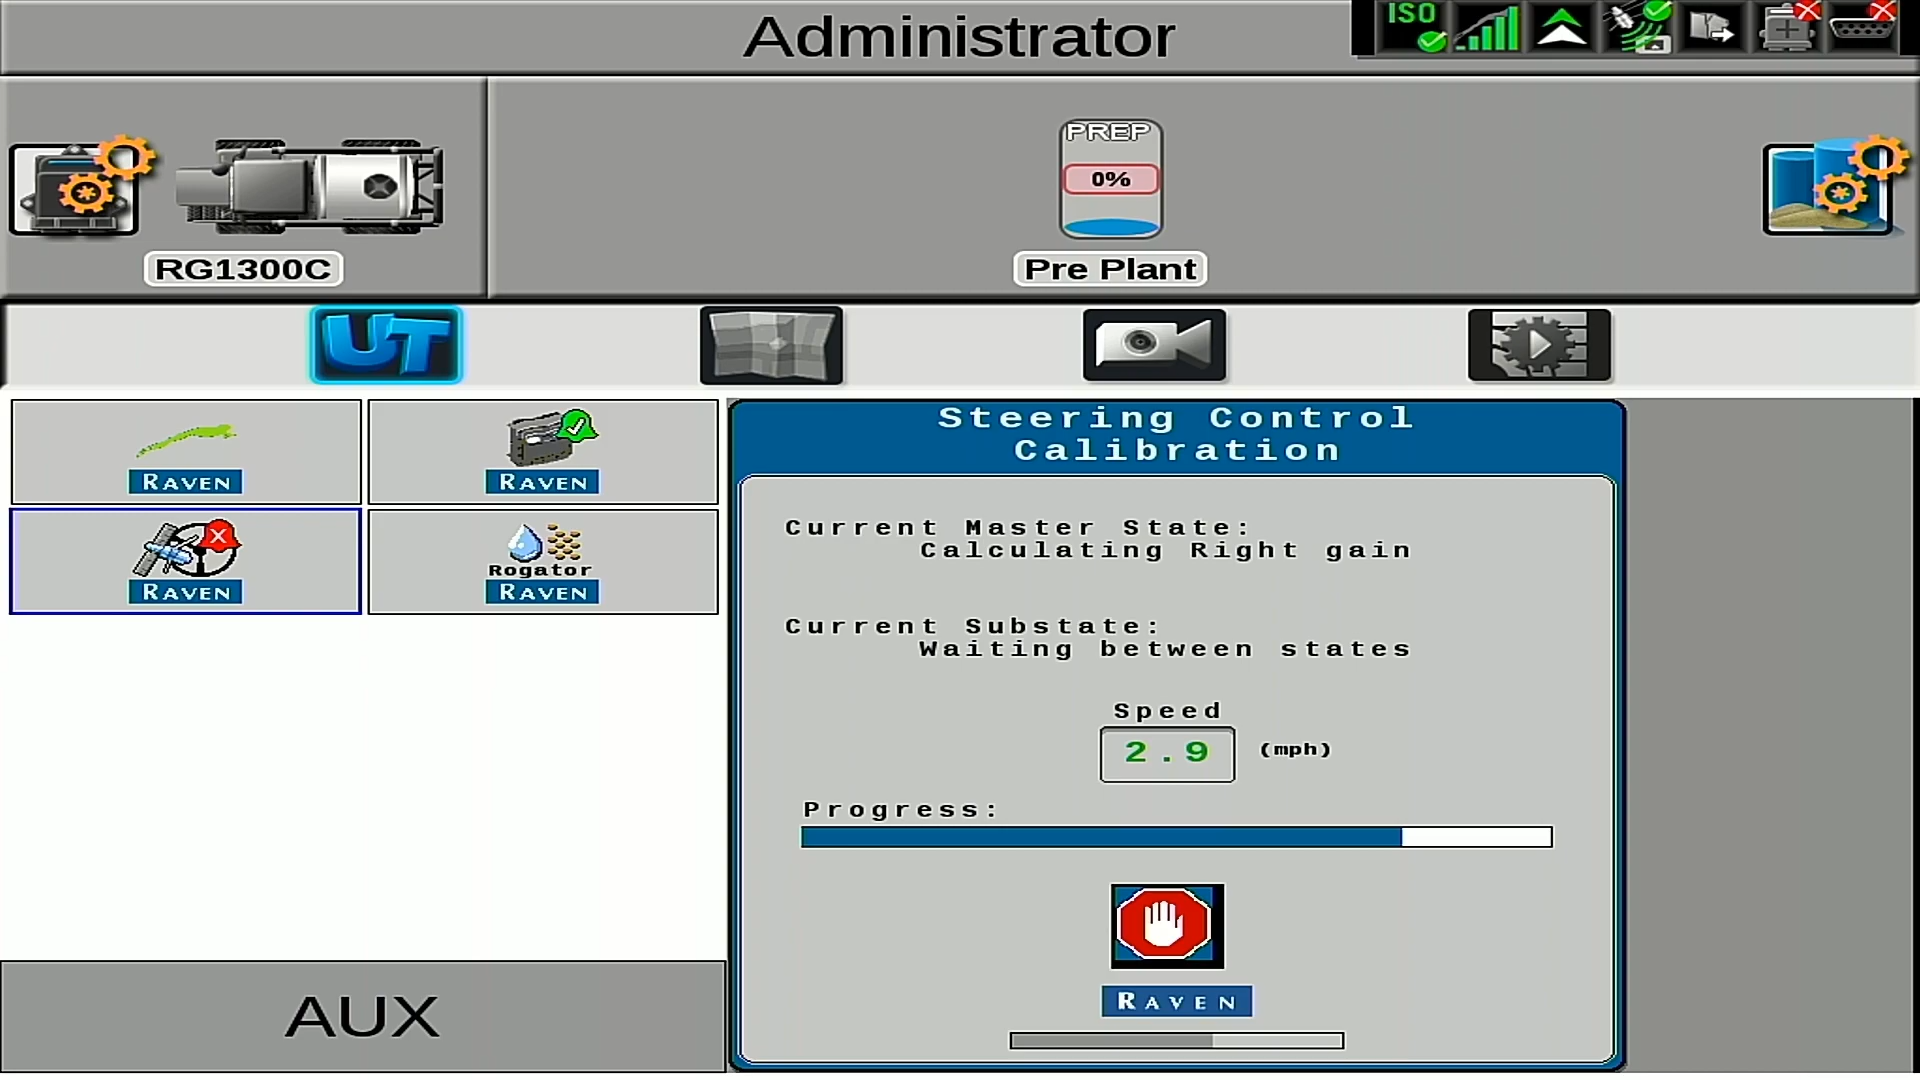 Administrator
ISO
PREP
0%
RG1300C
Pre Plant
UT
RAVEN
RAVEN
RAVEN
Rogator
RAVEN
AUX
Steering Control
Calibration
Current Master State:
Calculating Right gain
Current Substate:
Waiting between states
Speed
2.9 (mph)
Progress:
RAVEN